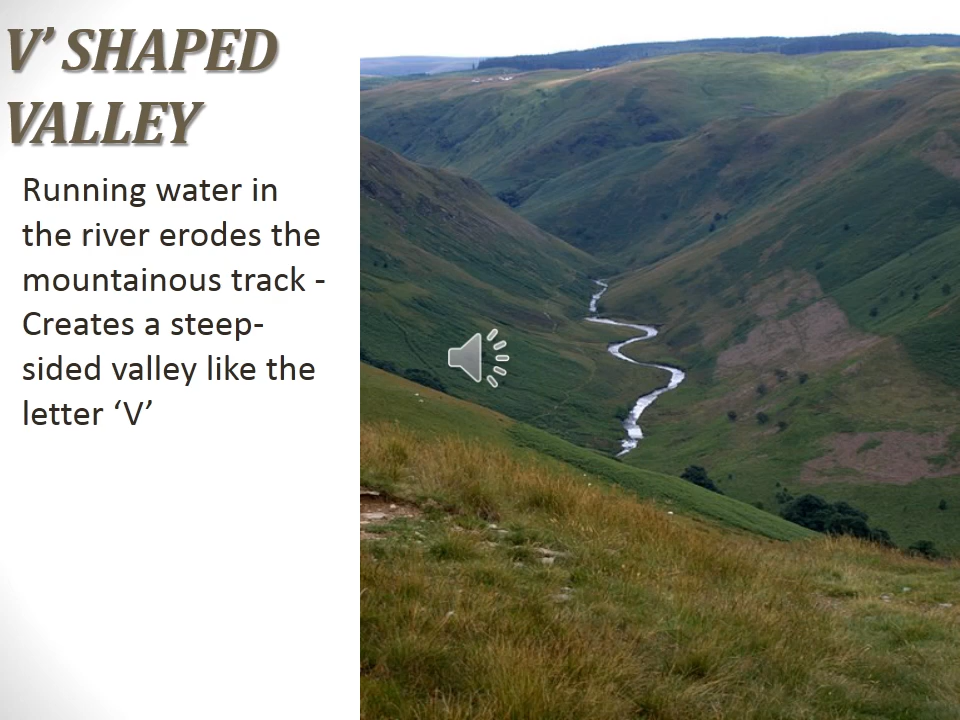 V’ SHAPED
VALLEY
Running water in
the river erodes the
mountainous track -
Creates a steep-
sided valley like the
letter ‘V’